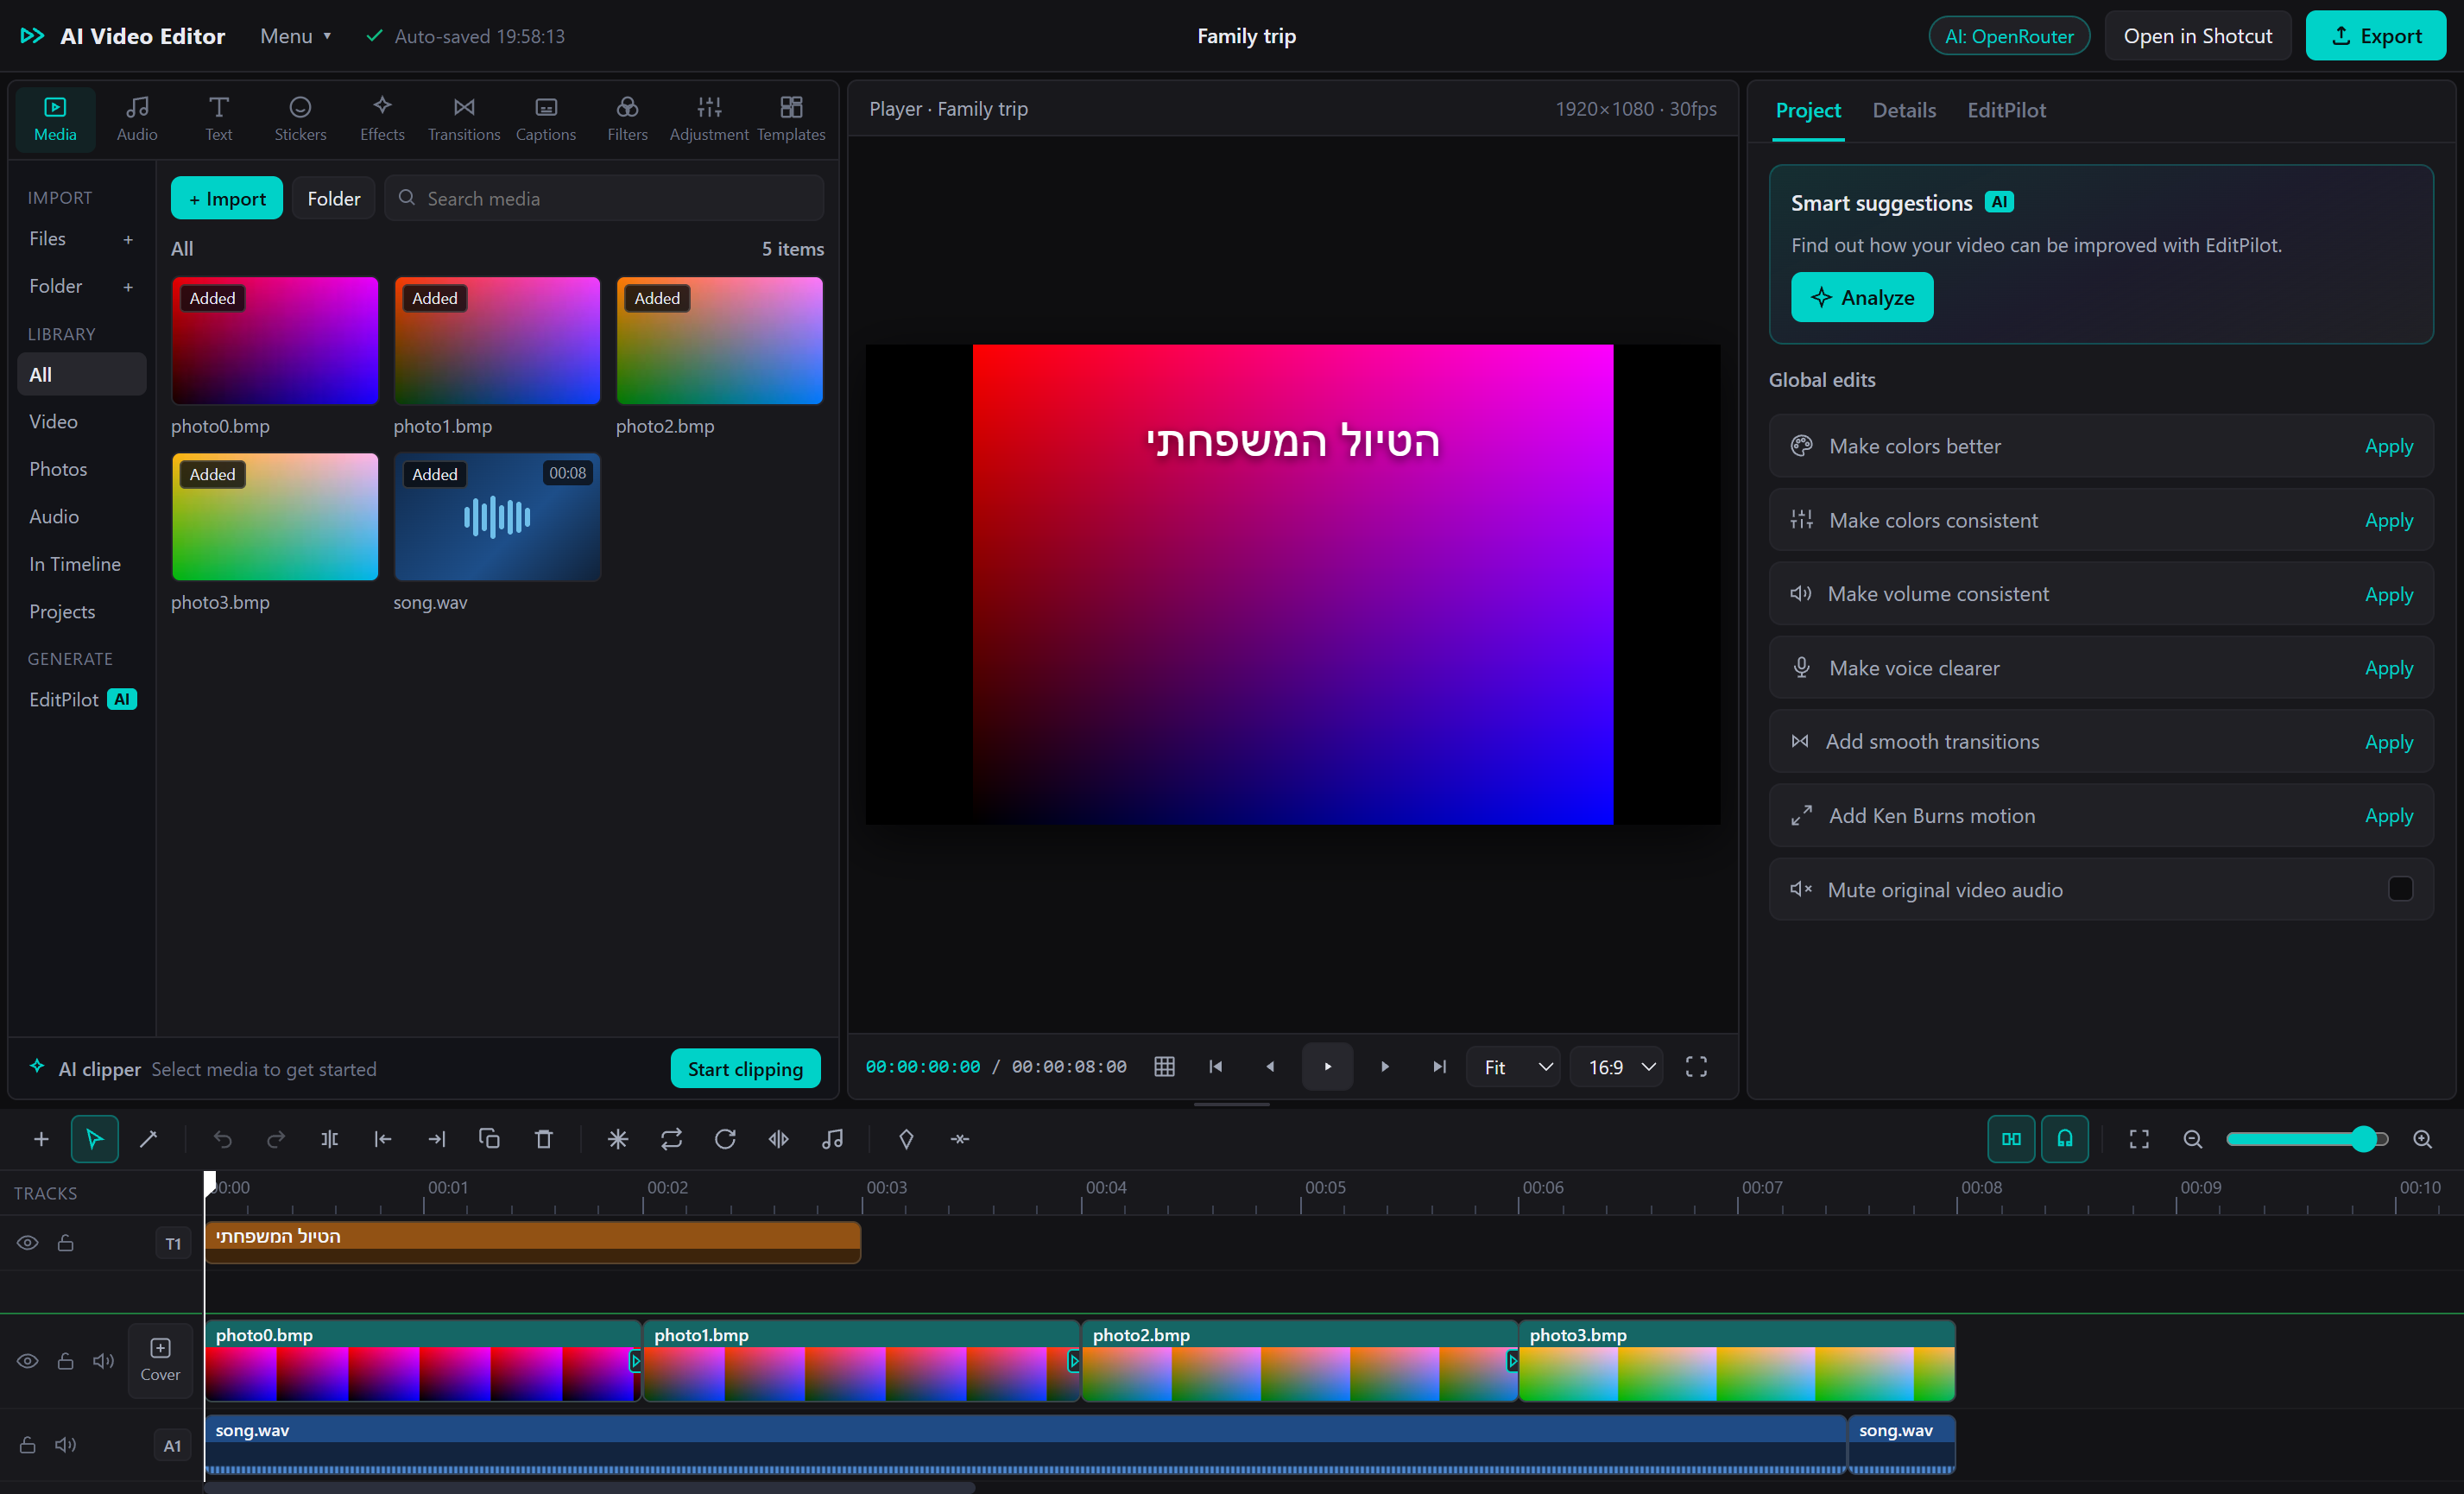 AI Video Editor
Menu
Auto-saved 19:58:13
Family trip
AI: OpenRouter
Open in Shotcut
Export
Media
Audio
Text
Stickers
Effects
Transitions
Captions
Filters
Adjustment
Templates
IMPORT
Files +
Folder +
LIBRARY
All
Video
Photos
Audio
In Timeline
Projects
GENERATE
EditPilot AI
+ Import
Folder
Search media
All
5 items
Added
photo0.bmp
Added
photo1.bmp
Added
photo2.bmp
Added
photo3.bmp
Added 00:08
song.wav
AI clipper Select media to get started
Start clipping
Player · Family trip
1920×1080 · 30fps
הטיול המשפחתי
00:00:00:00 / 00:00:08:00
Fit
16:9
Project
Details
EditPilot
Smart suggestions AI
Find out how your video can be improved with EditPilot.
Analyze
Global edits
Make colors better Apply
Make colors consistent Apply
Make volume consistent Apply
Make voice clearer Apply
Add smooth transitions Apply
Add Ken Burns motion Apply
Mute original video audio
TRACKS
00:00 00:01 00:02 00:03 00:04 00:05 00:06 00:07 00:08 00:09 00:10
T1
הטיול המשפחתי
Cover
photo0.bmp
photo1.bmp
photo2.bmp
photo3.bmp
A1
song.wav
song.wav